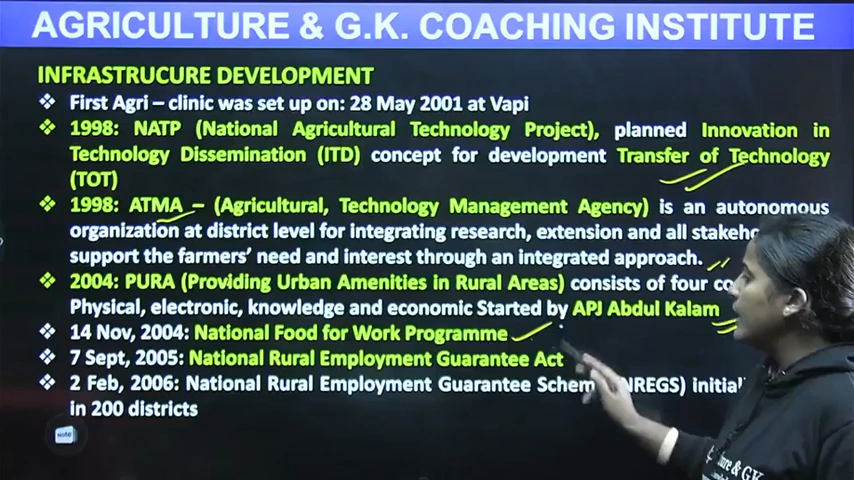 AGRICULTURE & G.K. COACHING INSTITUTE
INFRASTRUCURE DEVELOPMENT
❖ First Agri – clinic was set up on: 28 May 2001 at Vapi
❖ 1998: NATP (National Agricultural Technology Project), planned Innovation in
Technology Dissemination (ITD) concept for development Transfer of Technology
(TOT)
❖ 1998: ATMA – (Agricultural, Technology Management Agency) is an autonomous
organization at district level for integrating research, extension and all
support the farmers' need and interest through an integrated approach.
❖ 2004: PURA (Providing Urban Amenities in Rural Areas) consists of four
Physical, electronic, knowledge and economic Started by APJ Abdul Kalam
❖ 14 Nov, 2004: National Food for Work Programme
❖ 7 Sept, 2005: National Rural Employment Guarantee Act
❖ 2 Feb, 2006: National Rural Employment Guarantee
in 200 districts